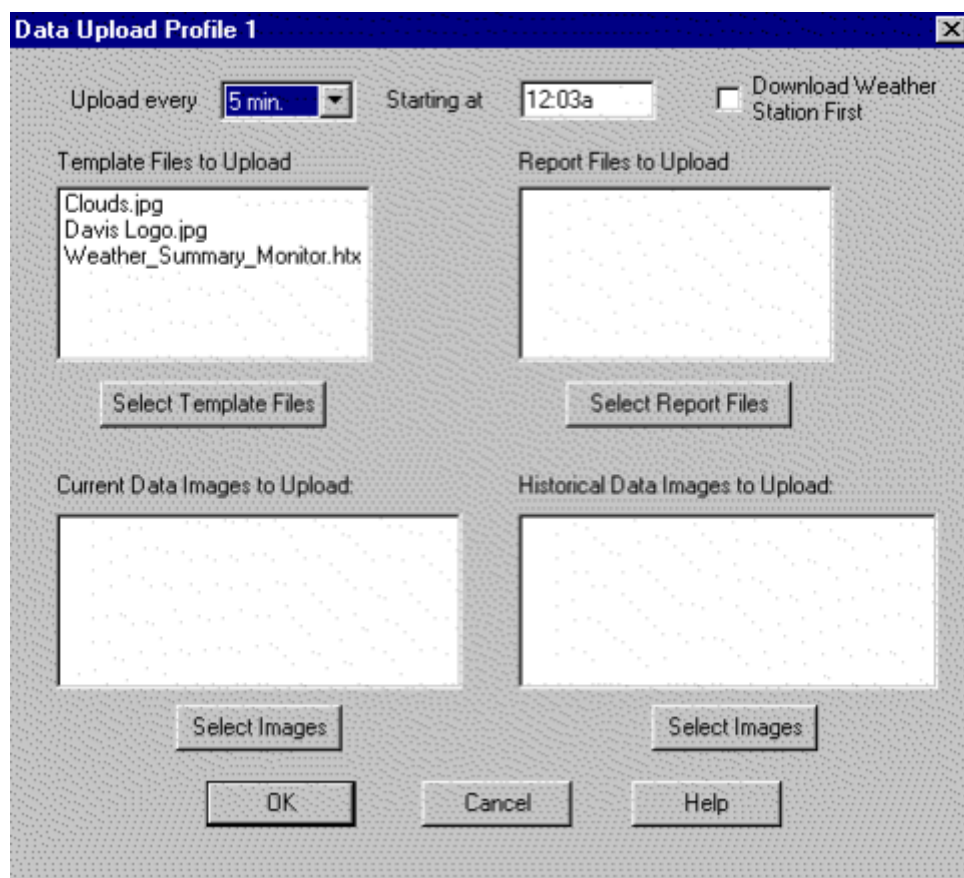 Data Upload Profile 1
Upload every 5 min. Starting at 12:03a Download Weather
Station First
Template Files to Upload Report Files to Upload
Clouds.jpg
Davis Logo.jpg
Weather_Summary_Monitor.htx
Select Template Files Select Report Files
Current Data Images to Upload: Historical Data Images to Upload:
Select Images Select Images
OK Cancel Help